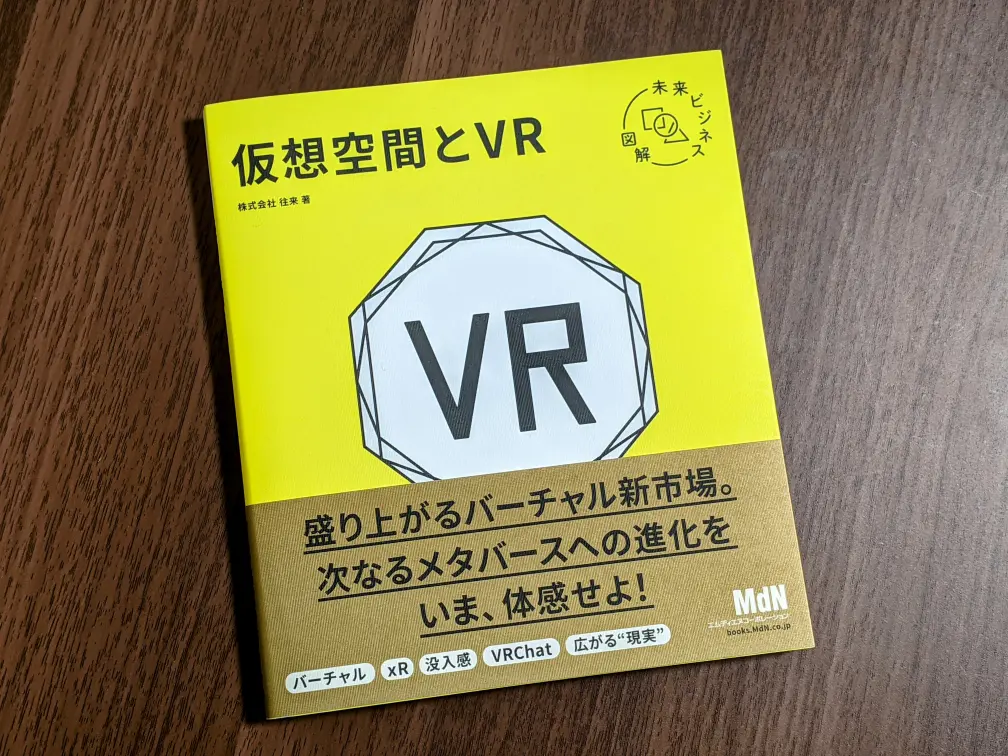 仮想空間とVR
株式会社 往来 著
図解 未来ビジネス
VR
盛り上がるバーチャル新市場。
次なるメタバースへの進化を
いま、体感せよ!
バーチャル
xR
没入感
VRChat
広がる“現実”
MdN
エムディエヌコーポレーション
books.MdN.co.jp